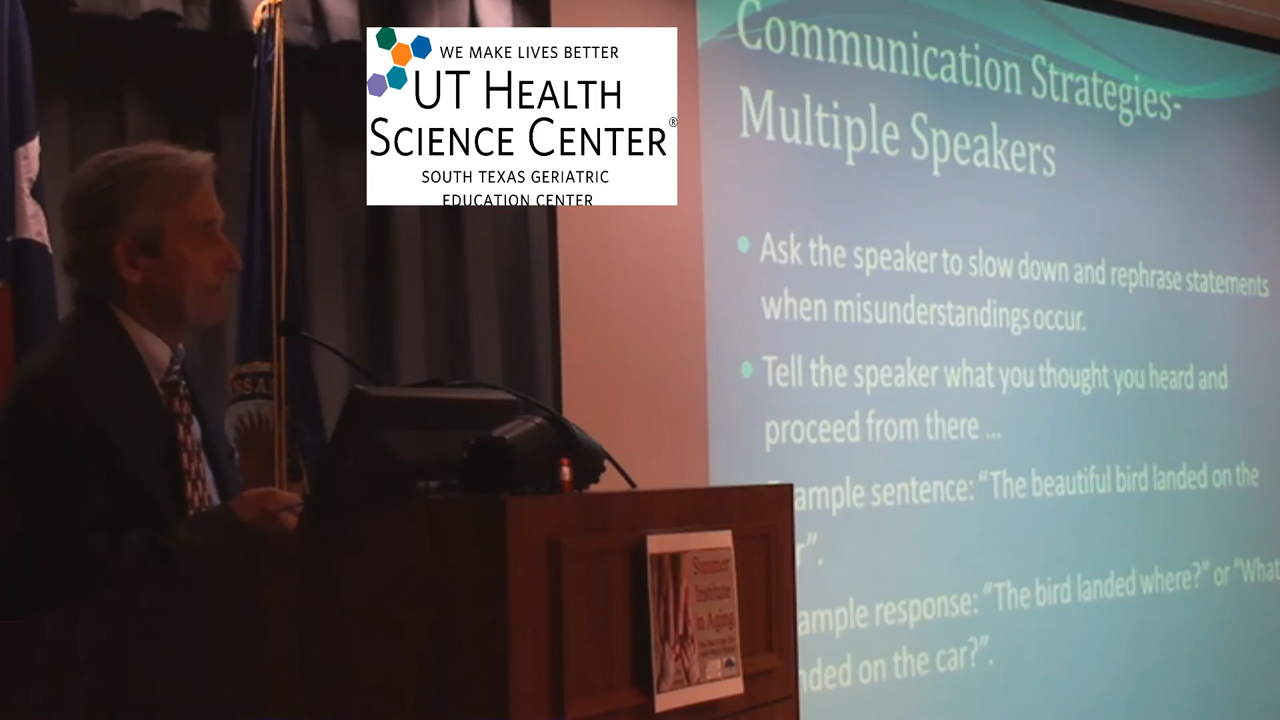 WE MAKE LIVES BETTER
UT HEALTH
SCIENCE CENTER®
SOUTH TEXAS GERIATRIC
EDUCATION CENTER
Communication Strategies-
Multiple Speakers
• Ask the speaker to slow down and rephrase statements
when misunderstandings occur.
• Tell the speaker what you thought you heard and
proceed from there ...
ample sentence: “The beautiful bird landed on the
r”.
ample response: “The bird landed where?” or “What
nded on the car?”.
NSA
Summer
Institute
in Aging